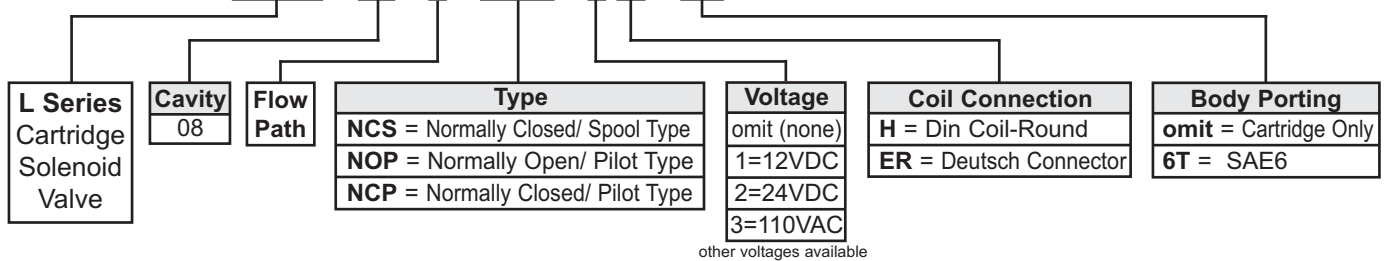 L Series
Cartridge
Solenoid
Valve
Cavity
08
Flow
Path
Type
NCS = Normally Closed/ Spool Type
NOP = Normally Open/ Pilot Type
NCP = Normally Closed/ Pilot Type
Voltage
omit (none)
1=12VDC
2=24VDC
3=110VAC
other voltages available
Coil Connection
H = Din Coil-Round
ER = Deutsch Connector
Body Porting
omit = Cartridge Only
6T = SAE6